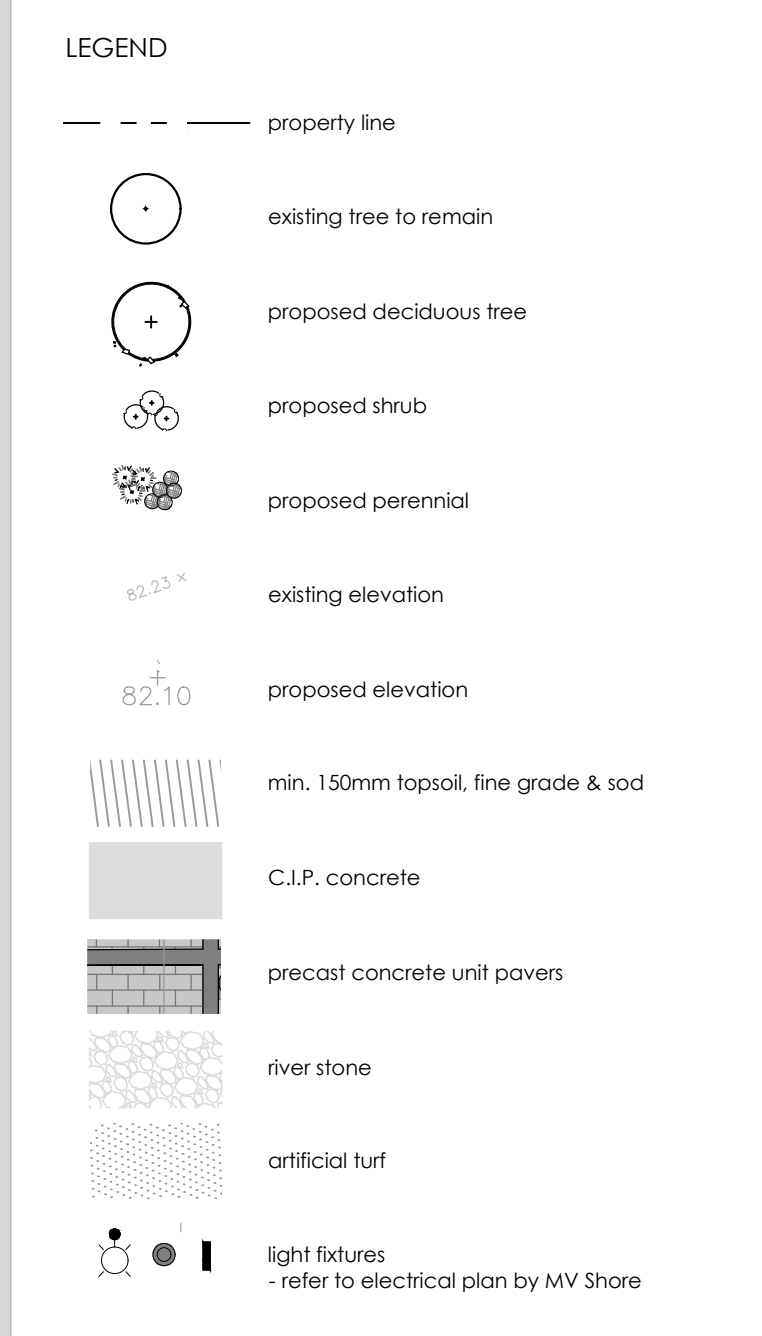 LEGEND
property line
existing tree to remain
proposed deciduous tree
proposed shrub
proposed perennial
82.23 x
existing elevation
82.10
proposed elevation
min. 150mm topsoil, fine grade & sod
C.I.P. concrete
precast concrete unit pavers
river stone
artificial turf
light fixtures
- refer to electrical plan by MV Shore